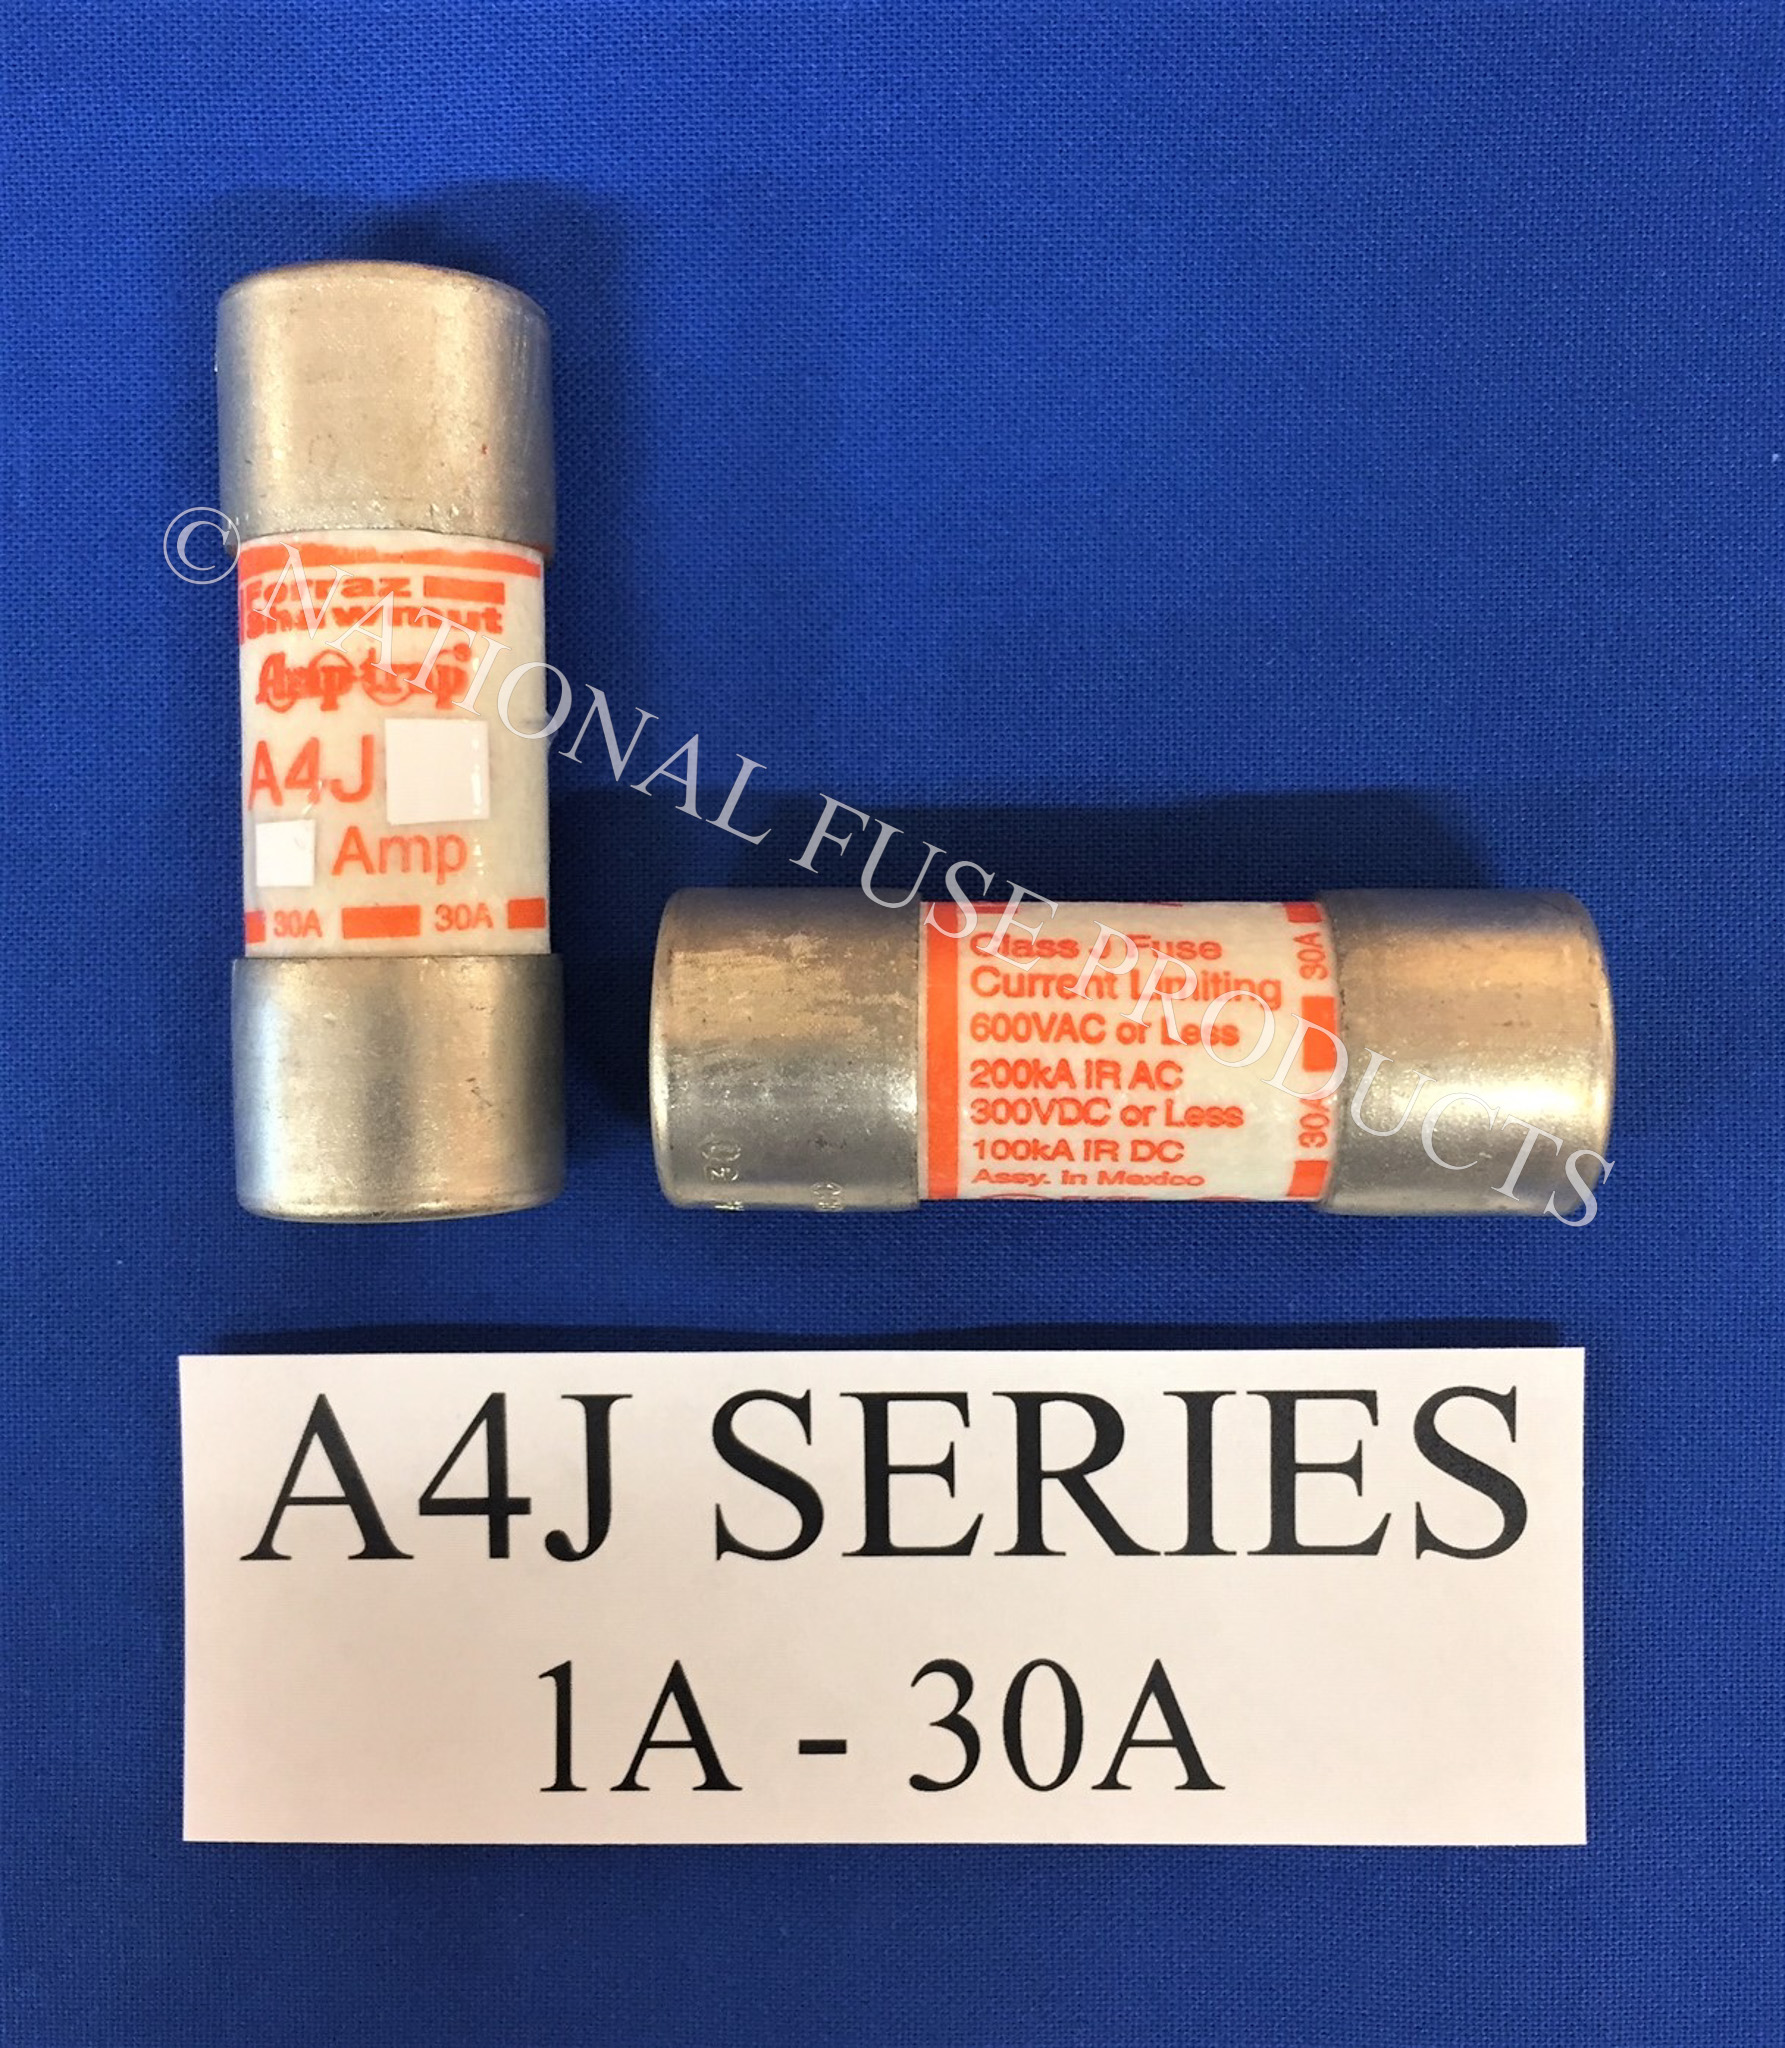 © NATIONAL FUSE PRODUCTS
Ferraz
Shawmut
Amp-trap®
A4J
Amp
30A 30A
Class J Fuse
Current Limiting
600VAC or Less
200kA IR AC
300VDC or Less
100kA IR DC
Assy. in Mexico
30A
30A
30
A4J SERIES
1A - 30A